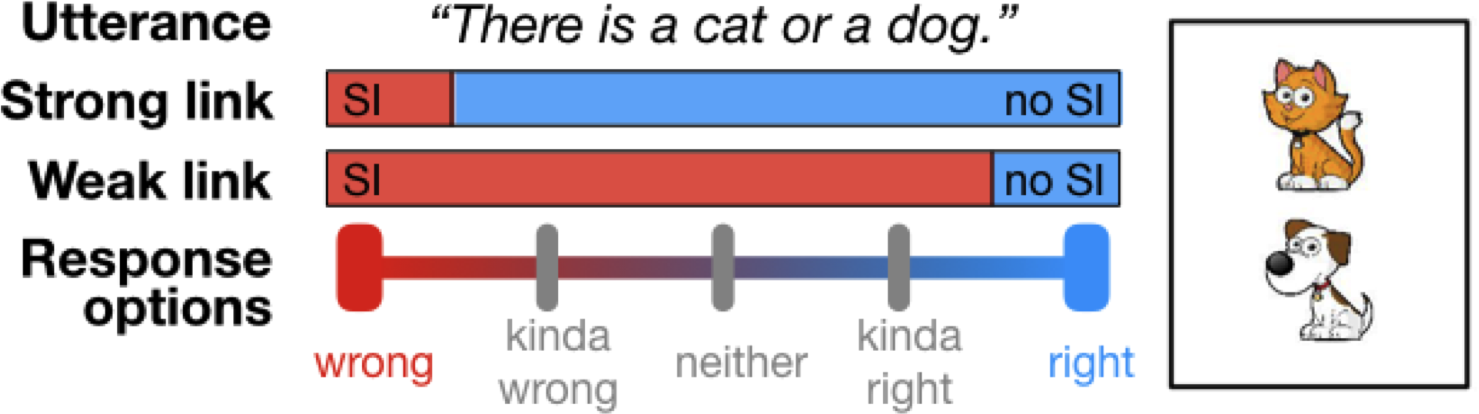 Utterance
“There is a cat or a dog.”
Strong link
SI
no SI
Weak link
SI
no SI
Response
options
wrong
kinda
wrong
neither
kinda
right
right